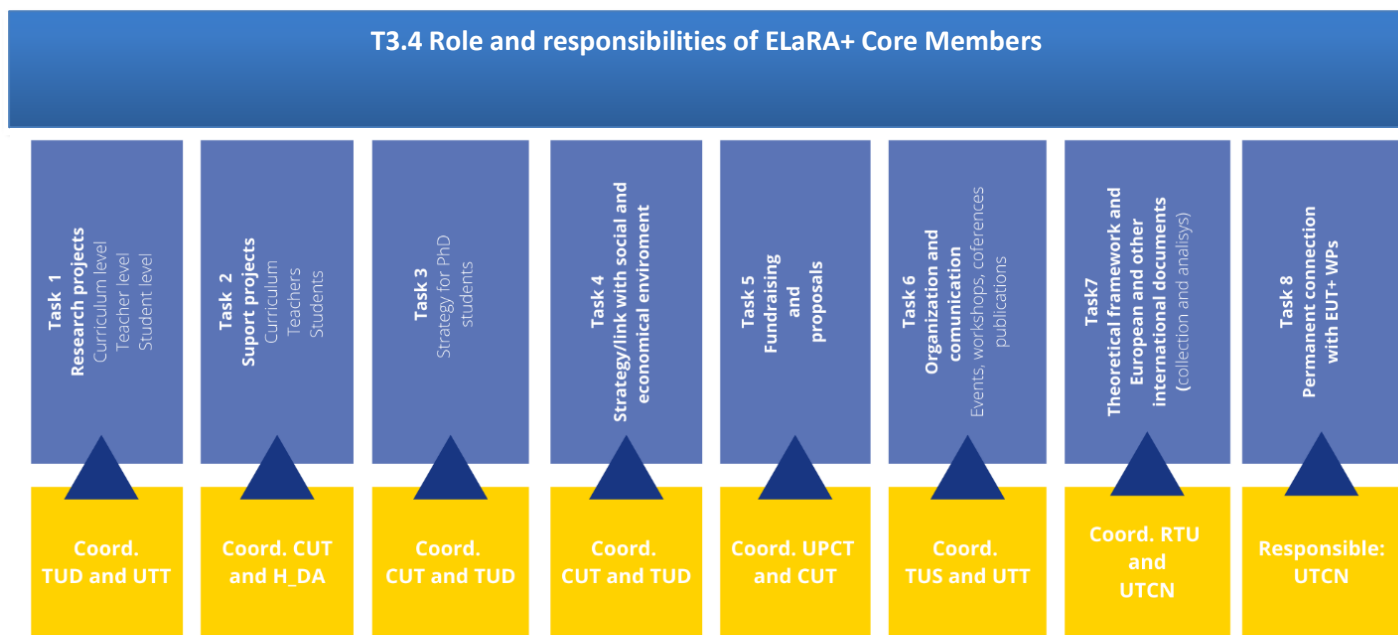 T3.4 Role and responsibilities of ELaRA+ Core Members
Task 1
Research projects
Curriculum level
Teacher level
Student level
Task 2
Support projects
Curriculum
Teachers
Students
Task 3
Strategy for PhD
students
Task 4
Strategy/link with social and
economical enviroment
Task 5
Fundraising
and
proposals
Task 6
Organization and
comunication
Events, workshops, coferences
publications
Task7
Theoretical framework and
European and other
international documents
(collection and analisys)
Task 8
Permanent connection
with EUT+ WPs
Coord.
TUD and UTT
Coord. CUT
and H_DA
Coord.
CUT and TUD
Coord.
CUT and TUD
Coord. UPCT
and CUT
Coord.
TUS and UTT
Coord. RTU
and
UTCN
Responsible:
UTCN